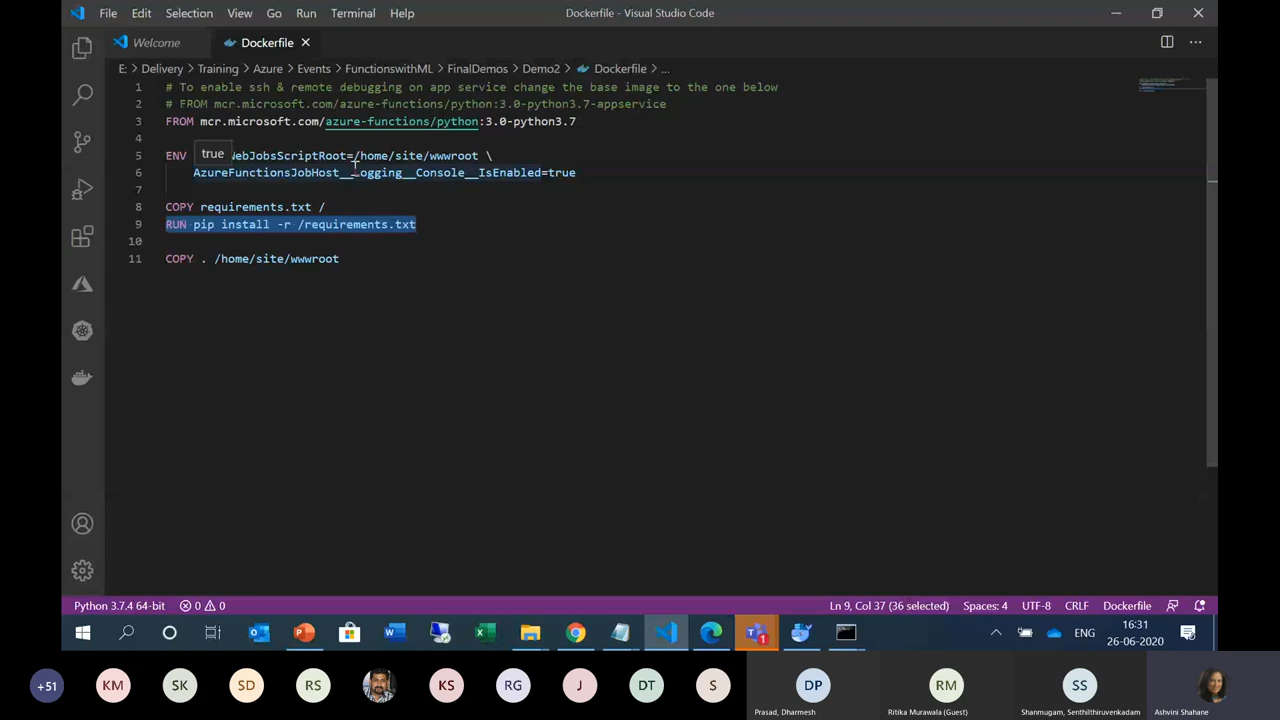 File Edit Selection View Go Run Terminal Help
Dockerfile - Visual Studio Code
Welcome
Dockerfile
E: > Delivery > Training > Azure > Events > FunctionswithML > FinalDemos > Demo2 > Dockerfile > ...
1 # To enable ssh & remote debugging on app service change the base image to the one below
2 # FROM mcr.microsoft.com/azure-functions/python:3.0-python3.7-appservice
3 FROM mcr.microsoft.com/azure-functions/python:3.0-python3.7
4
true
5 ENV ebJobsScriptRoot=/home/site/wwwroot \
6 AzureFunctionsJobHost__Logging__Console__IsEnabled=true
7
8 COPY requirements.txt /
9 RUN pip install -r /requirements.txt
10
11 COPY . /home/site/wwwroot
Python 3.7.4 64-bit 0 0 Ln 9, Col 37 (36 selected) Spaces: 4 UTF-8 CRLF Dockerfile
1
ENG
16:31
26-06-2020
+51 KM SK SD RS KS RG J DT S DP RM SS
Prasad, Dharmesh
Ritika Murawala (Guest)
Shanmugam, Senthilthiruvenkadam
Ashvini Shahane